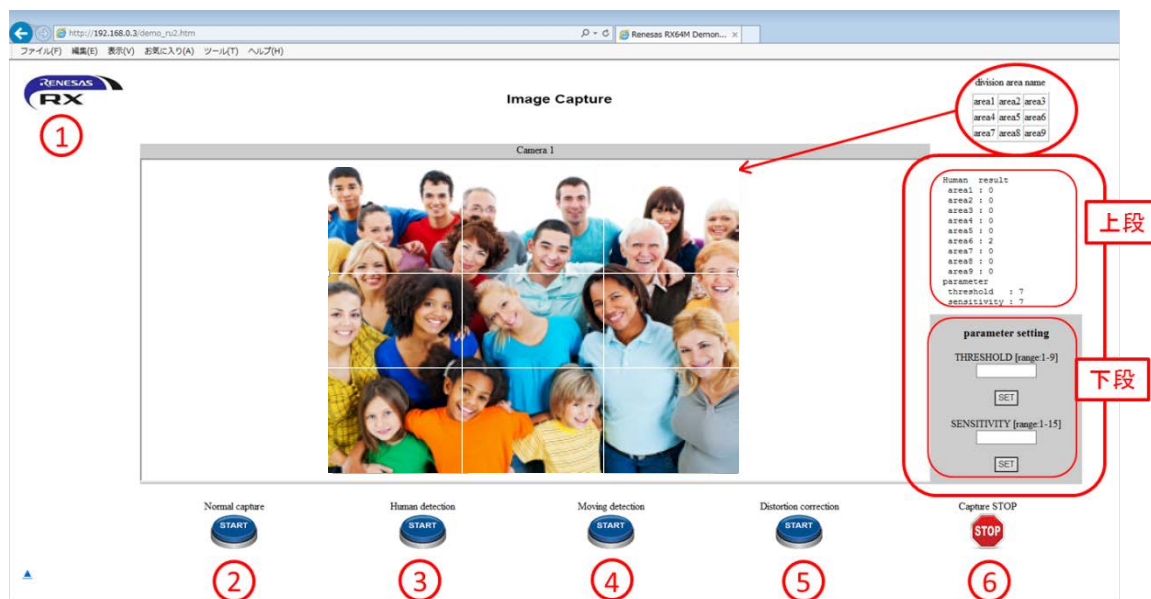 http://192.168.0.3/demo_ru2.htm
Renesas RX64M Demon...
ファイル(F) 編集(E) 表示(V) お気に入り(A) ツール(T) ヘルプ(H)
RENESAS
RX
①
Image Capture
division area name
area1 area2 area3
area4 area5 area6
area7 area8 area9
Camera 1
Human result
area1 : 0
area2 : 0
area3 : 0
area4 : 0
area5 : 0
area6 : 2
area7 : 0
area8 : 0
area9 : 0
parameter
threshold : 7
sensitivity : 7
上段
parameter setting
THRESHOLD [range:1-9]
SET
SENSITIVITY [range:1-15]
SET
下段
Normal capture
START
②
Human detection
START
③
Moving detection
START
④
Distortion correction
START
⑤
Capture STOP
STOP
⑥